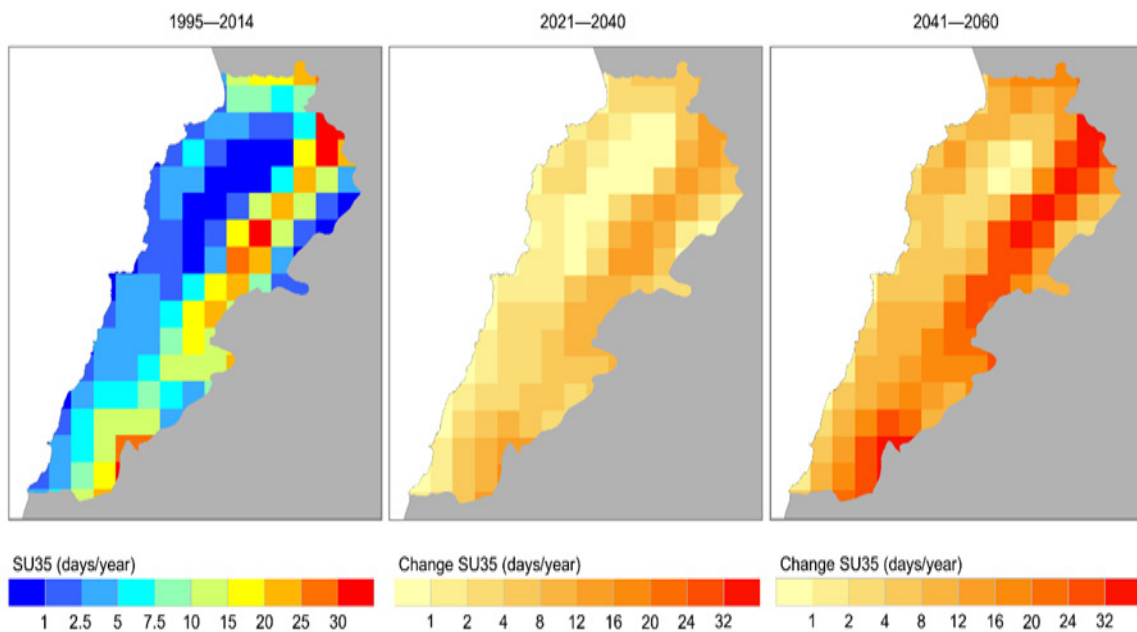 1995—2014
2021—2040
2041—2060
SU35 (days/year)
1 2.5 5 7.5 10 15 20 25 30
Change SU35 (days/year)
1 2 4 8 12 16 20 24 32
Change SU35 (days/year)
1 2 4 8 12 16 20 24 32